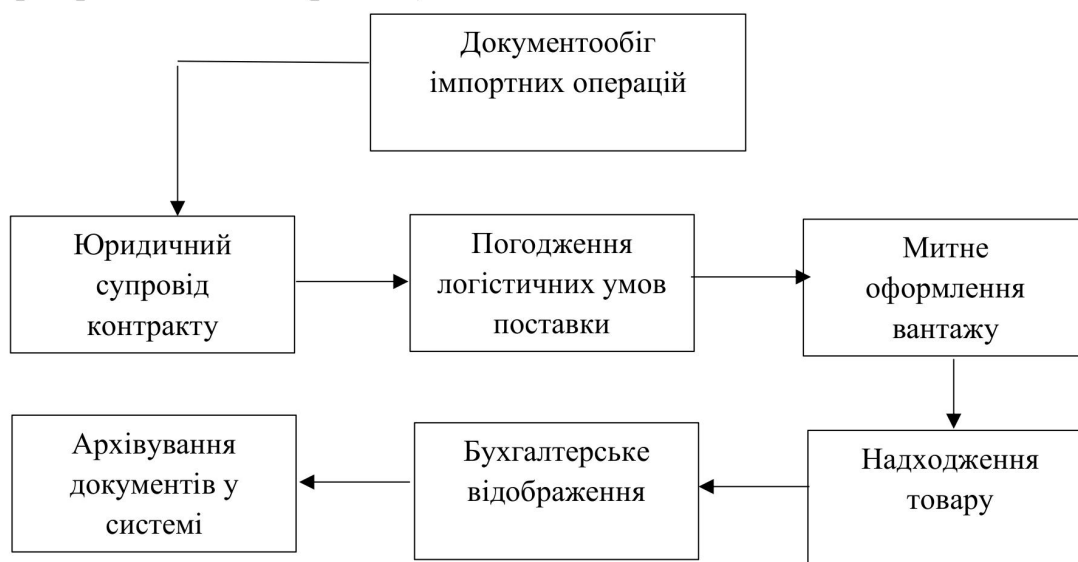 Документообіг
імпортних операцій
Юридичний
супровід
контракту
Погодження
логістичних умов
поставки
Митне
оформлення
вантажу
Архівування
документів у
системі
Бухгалтерське
відображення
Надходження
товару